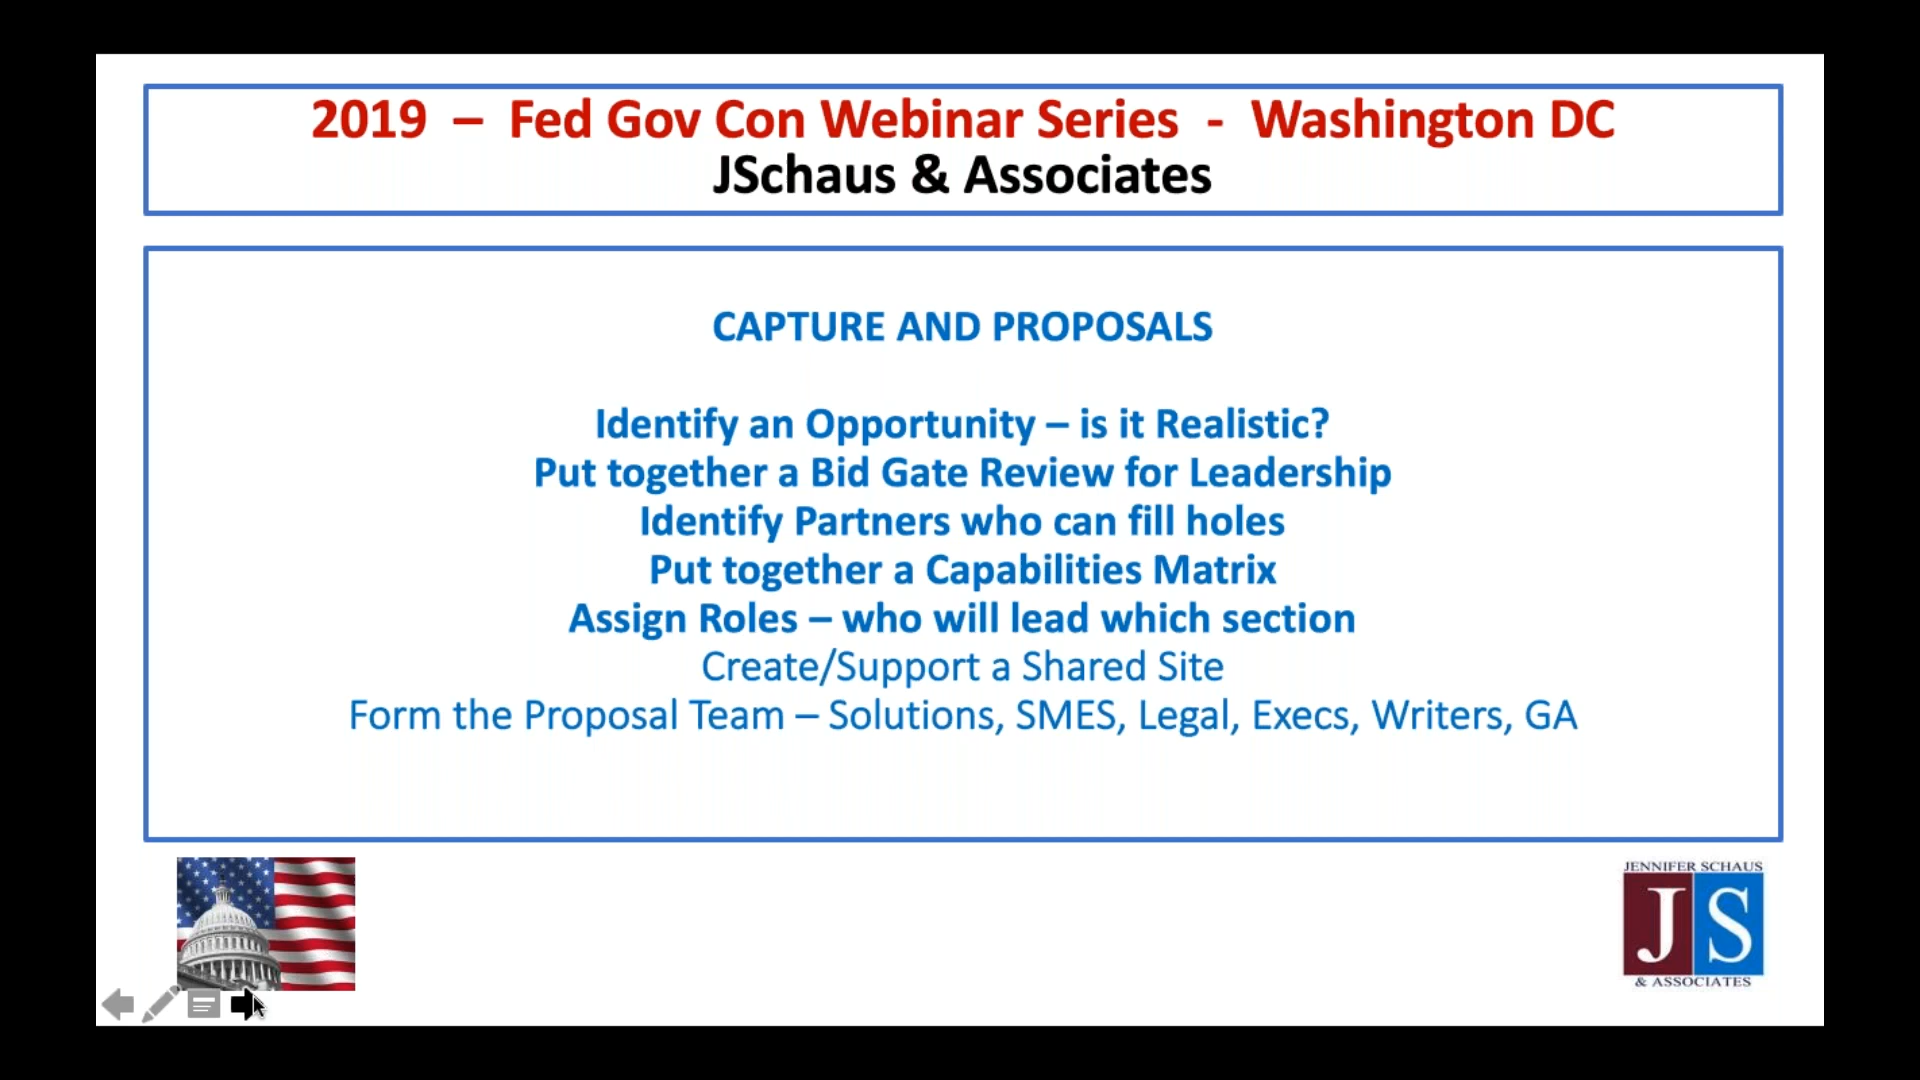 2019 – Fed Gov Con Webinar Series - Washington DC
JSchaus & Associates
CAPTURE AND PROPOSALS
Identify an Opportunity – is it Realistic?
Put together a Bid Gate Review for Leadership
Identify Partners who can fill holes
Put together a Capabilities Matrix
Assign Roles – who will lead which section
Create/Support a Shared Site
Form the Proposal Team – Solutions, SMES, Legal, Execs, Writers, GA
JENNIFER SCHAUS
JS
& ASSOCIATES